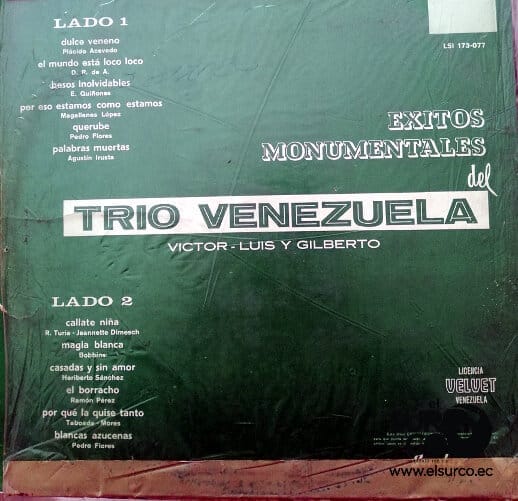 LADO 1
dulce veneno
Plácido Acevedo
el mundo está loco loco
D. R. de A.
besos inolvidables
E. Quiñones
por eso estamos como estamos
Magallanes López
querube
Pedro Flores
palabras muertas
Agustín Irusta
LSI 173-077
EXITOS
MONUMENTALES
del
TRIO VENEZUELA
VICTOR - LUIS Y GILBERTO
LADO 2
callate niña
R. Turia - Jeannette Dimesch
magia blanca
Bobbins
casadas y sin amor
Heriberto Sánchez
el borracho
Ramón Pérez
por qué la quise tanto
Taboada - Mores
blancas azucenas
Pedro Flores
LICENCIA
VELVET
VENEZUELA
www.elsurco.ec